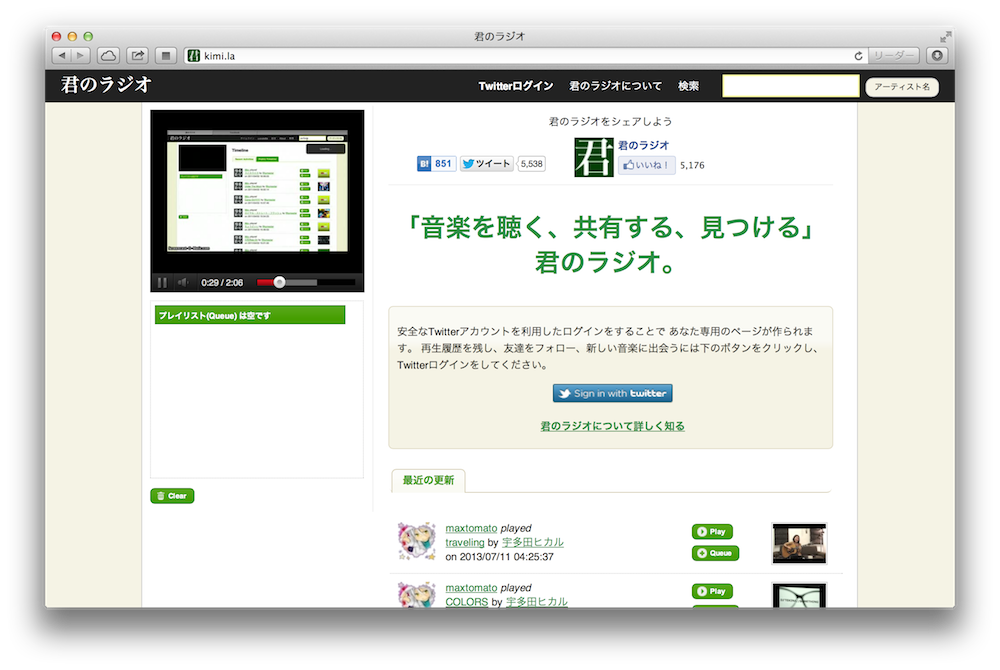 君のラジオ
kimi.la
リーダー
君のラジオ
Twitterログイン 君のラジオについて 検索 アーティスト名
君のラジオをシェアしよう
B! 851 ツイート 5,538
君
君のラジオ
いいね！ 5,176
「音楽を聴く、共有する、見つける」
君のラジオ。
Timeline
0:29 / 2:06
プレイリスト(Queue) は空です
Clear
安全なTwitterアカウントを利用したログインをすることで あなた専用のページが作られま
す。 再生履歴を残し、友達をフォロー、新しい音楽に出会うには下のボタンをクリックし、
Twitterログインをしてください。
Sign in with twitter
君のラジオについて詳しく知る
最近の更新
maxtomato played
traveling by 宇多田ヒカル
on 2013/07/11 04:25:37
Play
Queue
maxtomato played
COLORS by 宇多田ヒカル
Play